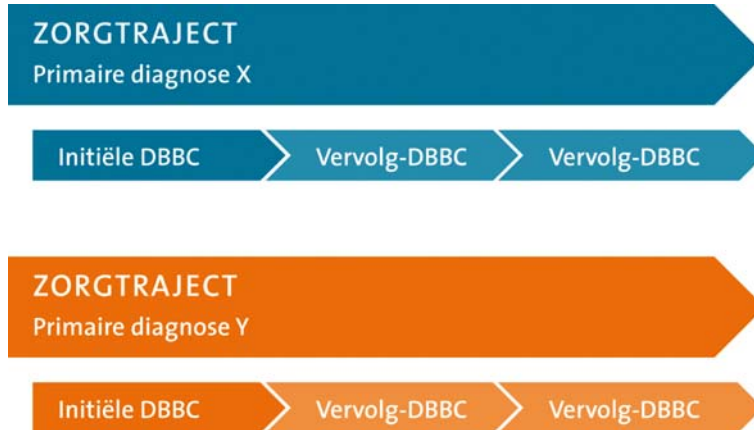 ZORGTRAJECT
Primaire diagnose X
Initiële DBBC Vervolg-DBBC Vervolg-DBBC
ZORGTRAJECT
Primaire diagnose Y
Initiële DBBC Vervolg-DBBC Vervolg-DBBC